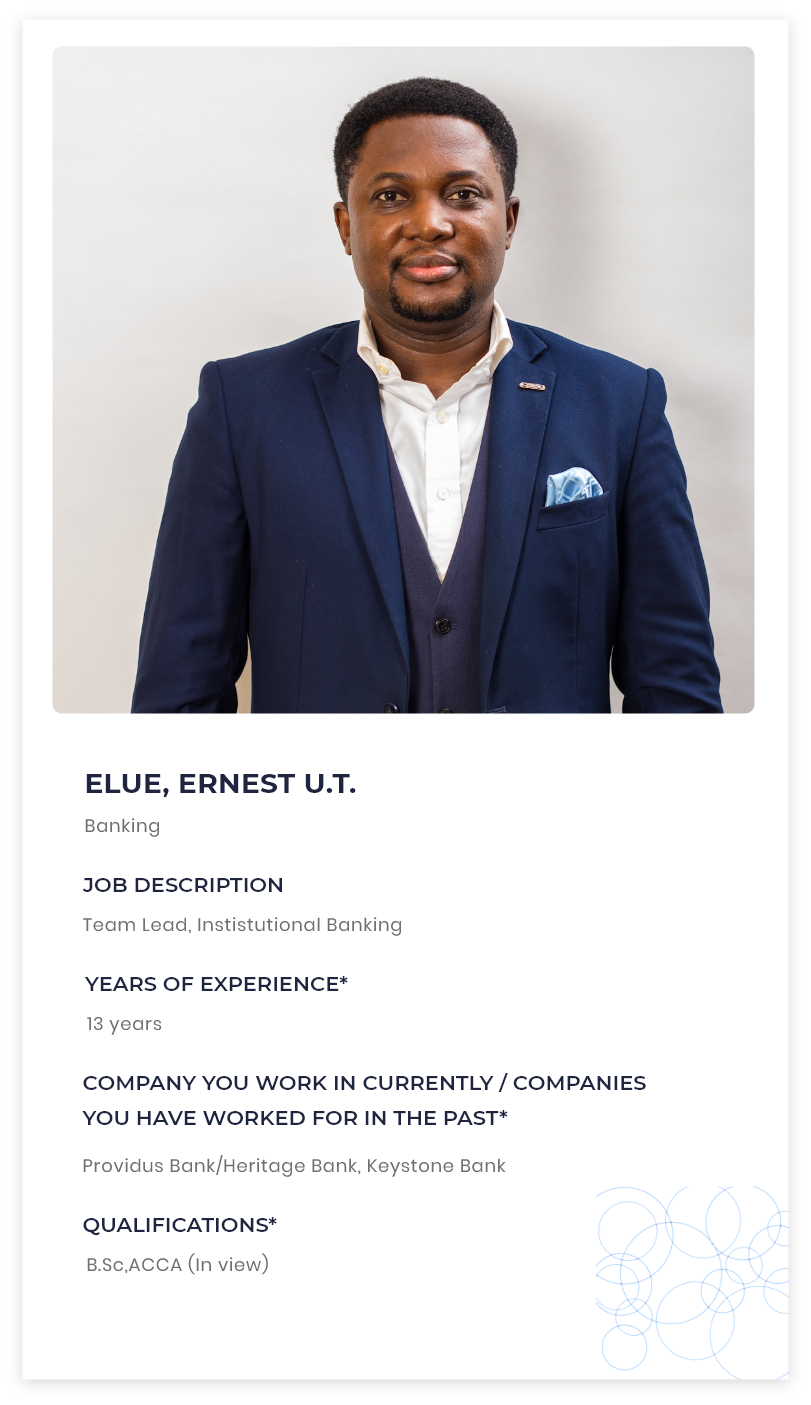 ELUE, ERNEST U.T.
Banking
JOB DESCRIPTION
Team Lead, Instistutional Banking
YEARS OF EXPERIENCE*
13 years
COMPANY YOU WORK IN CURRENTLY / COMPANIES
YOU HAVE WORKED FOR IN THE PAST*
Providus Bank/Heritage Bank, Keystone Bank
QUALIFICATIONS*
B.Sc,ACCA (In view)